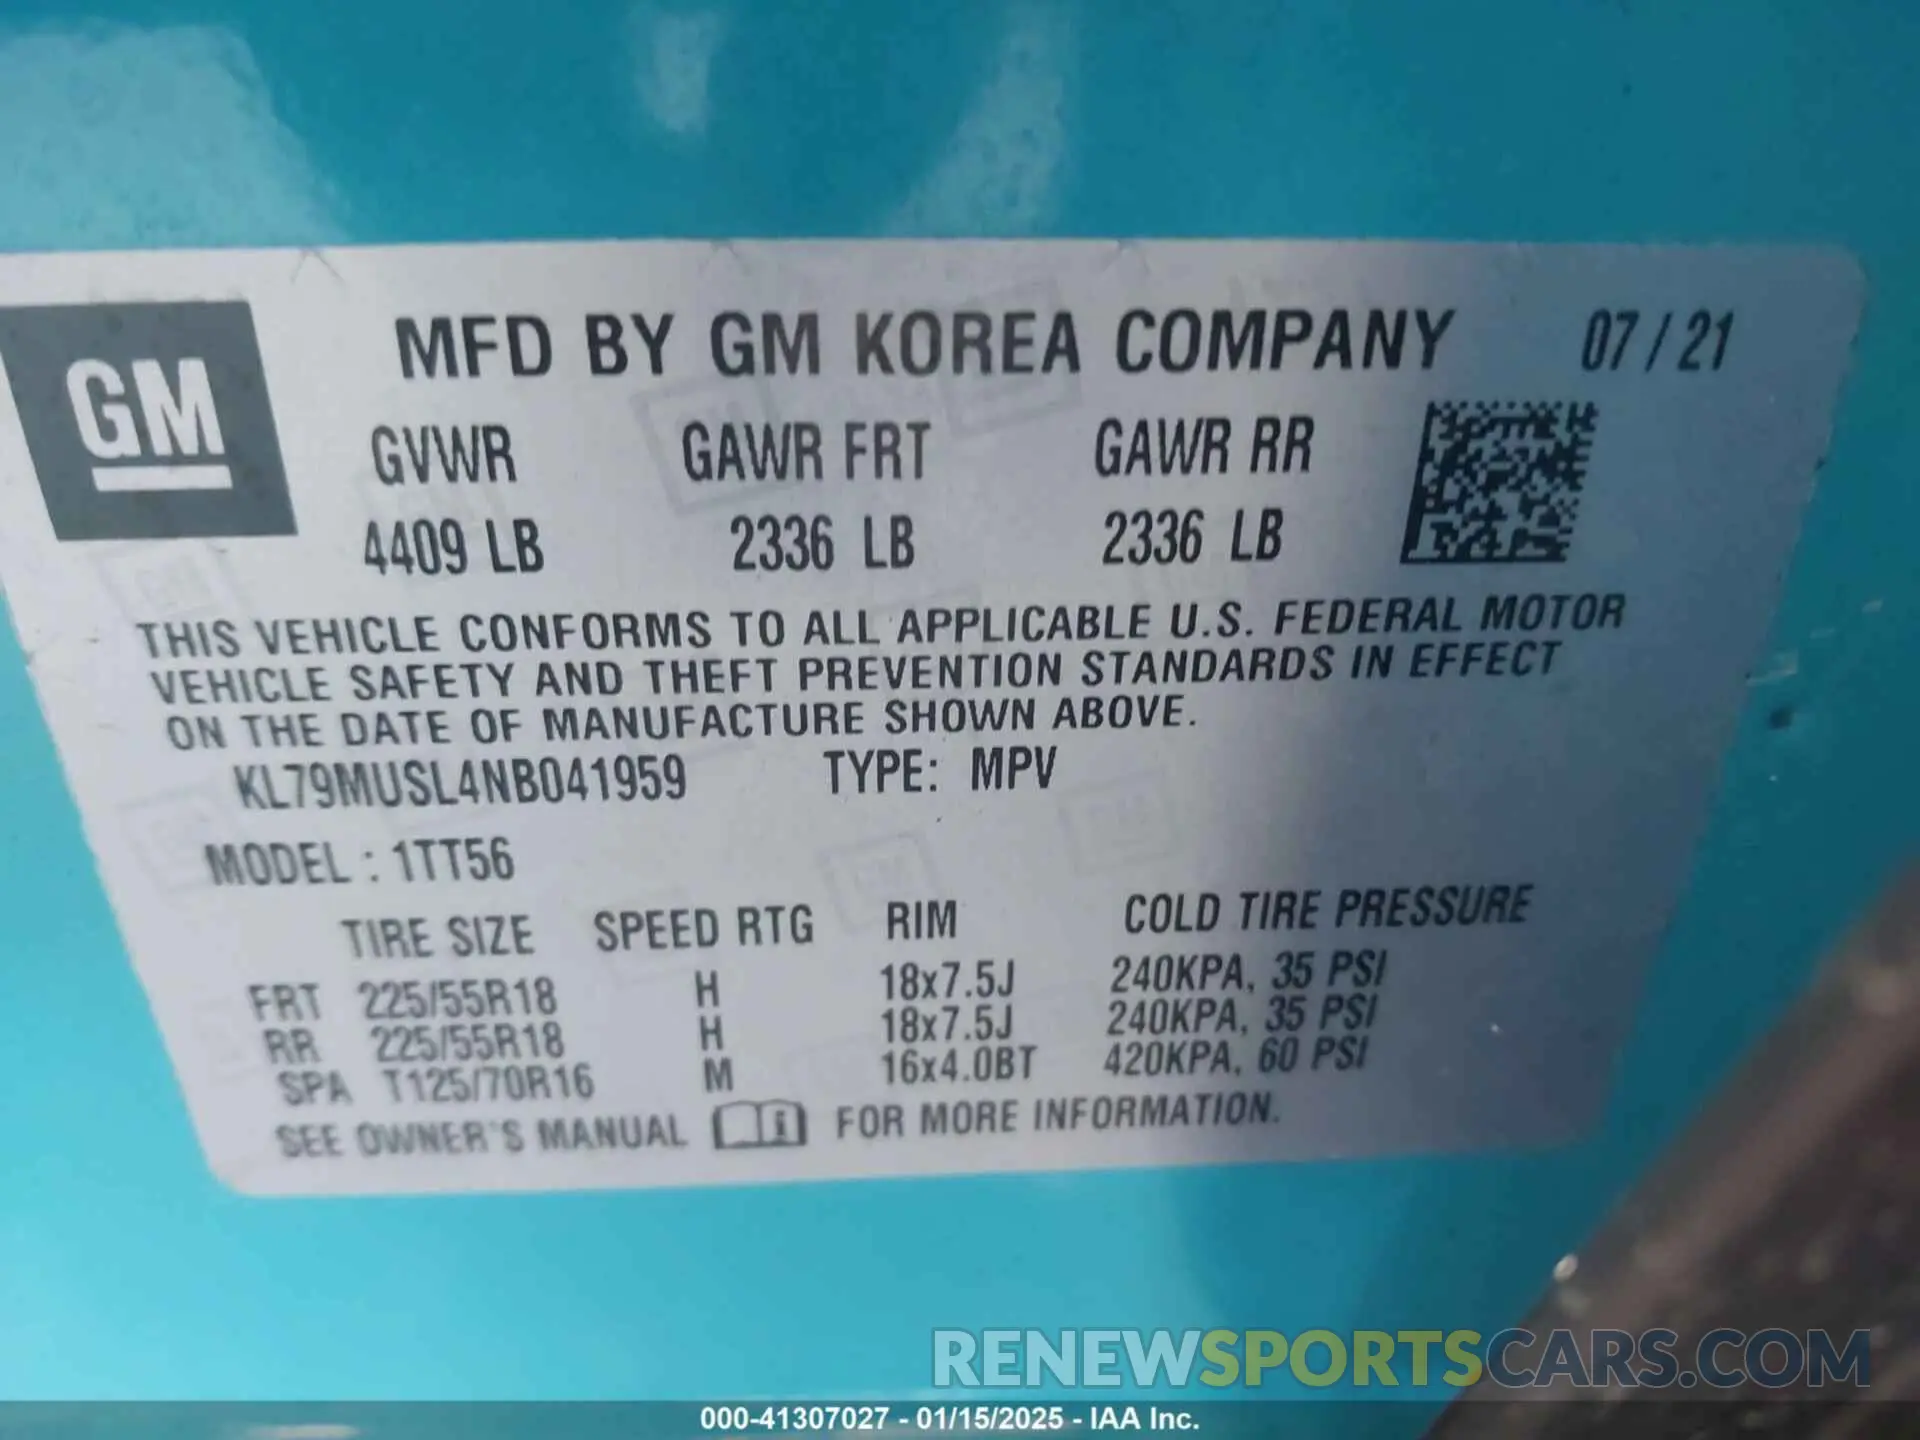 GM
MFD BY GM KOREA COMPANY 07/21
GVWR GAWR FRT GAWR RR
4409 LB 2336 LB 2336 LB
THIS VEHICLE CONFORMS TO ALL APPLICABLE U.S. FEDERAL MOTOR
VEHICLE SAFETY AND THEFT PREVENTION STANDARDS IN EFFECT
ON THE DATE OF MANUFACTURE SHOWN ABOVE.
KL79MUSL4NB041959 TYPE: MPV
MODEL : 1TT56
TIRE SIZE SPEED RTG RIM COLD TIRE PRESSURE
FRT 225/55R18 H 18x7.5J 240KPA, 35 PSI
RR 225/55R18 H 18x7.5J 240KPA, 35 PSI
SPA T125/70R16 M 16x4.0BT 420KPA, 60 PSI
SEE OWNER'S MANUAL i FOR MORE INFORMATION.
RENEWSPORTSCARS.COM
000-41307027 - 01/15/2025 - IAA Inc.